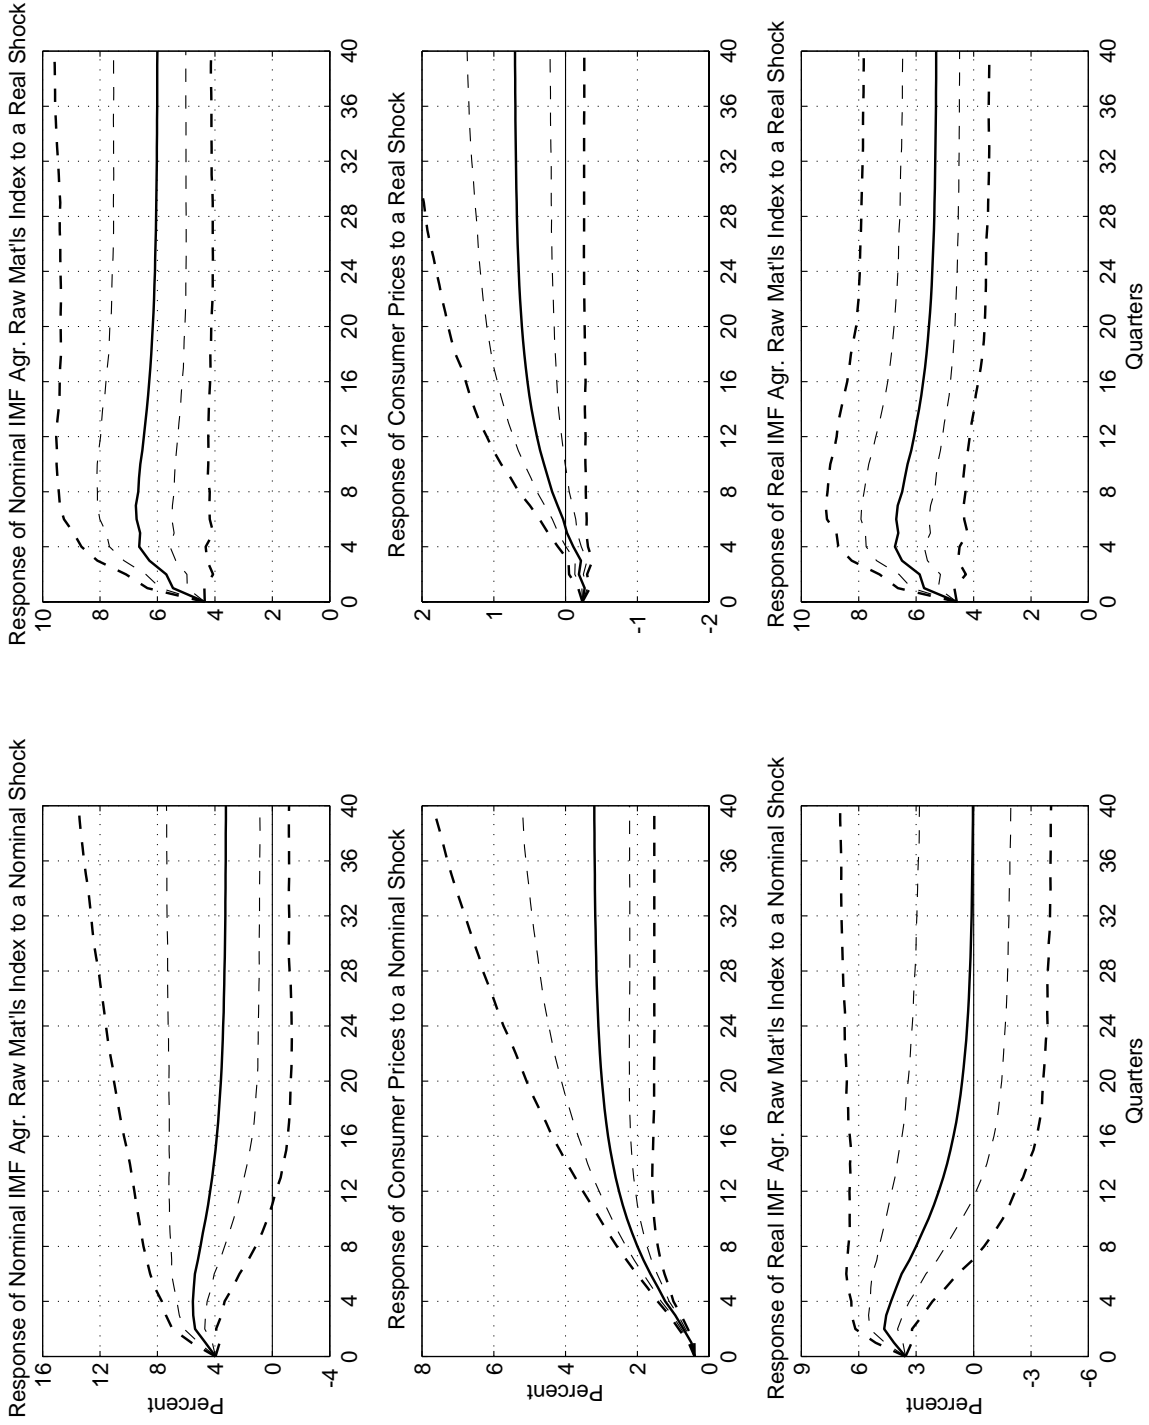 Response of Nominal IMF Agr. Raw Mat'ls Index to a Nominal Shock
16
12
8
4
0
-4
Percent
0 4 8 12 16 20 24 28 32 36 40
Response of Nominal IMF Agr. Raw Mat'ls Index to a Real Shock
10
8
6
4
2
0
0 4 8 12 16 20 24 28 32 36 40
Response of Consumer Prices to a Nominal Shock
8
6
4
2
0
Percent
0 4 8 12 16 20 24 28 32 36 40
Response of Consumer Prices to a Real Shock
2
1
0
-1
-2
0 4 8 12 16 20 24 28 32 36 40
Response of Real IMF Agr. Raw Mat'ls Index to a Nominal Shock
9
6
3
0
-3
-6
Percent
0 4 8 12 16 20 24 28 32 36 40
Quarters
Response of Real IMF Agr. Raw Mat'ls Index to a Real Shock
10
8
6
4
2
0
0 4 8 12 16 20 24 28 32 36 40
Quarters